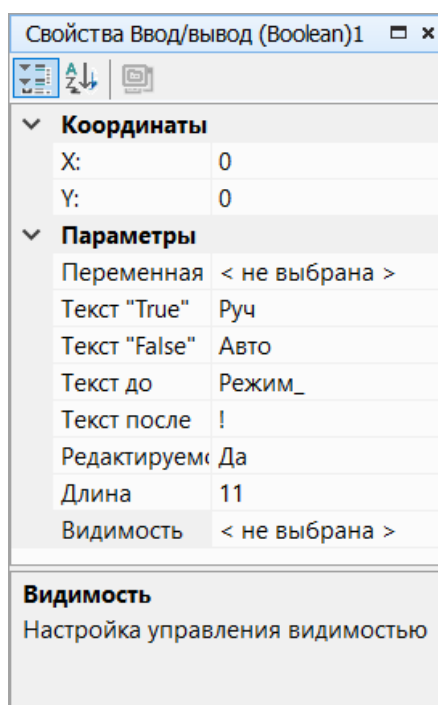 Свойства Ввод/вывод (Boolean)1
Координаты
X: 0
Y: 0
Параметры
Переменная < не выбрана >
Текст "True" Руч
Текст "False" Авто
Текст до Режим_
Текст после !
Редактируемо Да
Длина 11
Видимость < не выбрана >
Видимость
Настройка управления видимостью